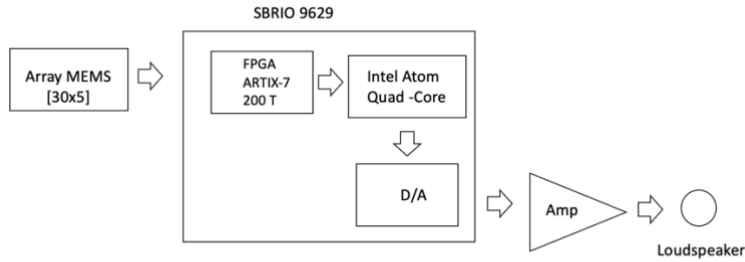 SBRIO 9629
Array MEMS
[30x5]
FPGA
ARTIX-7
200 T
Intel Atom
Quad -Core
D/A
Amp
Loudspeaker